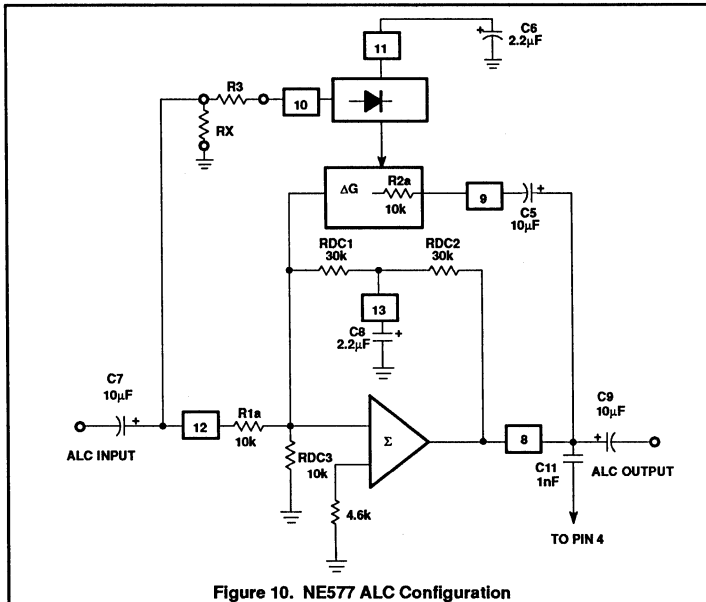 C6
2.2µF
11
R3
10
RX
ΔG
R2a
10k
9
C5
10µF
RDC1
30k
RDC2
30k
13
C8
2.2µF
C7
10µF
12
R1a
10k
ALC INPUT
RDC3
10k
4.6k
Σ
8
C9
10µF
C11
1nF
ALC OUTPUT
TO PIN 4
Figure 10. NE577 ALC Configuration